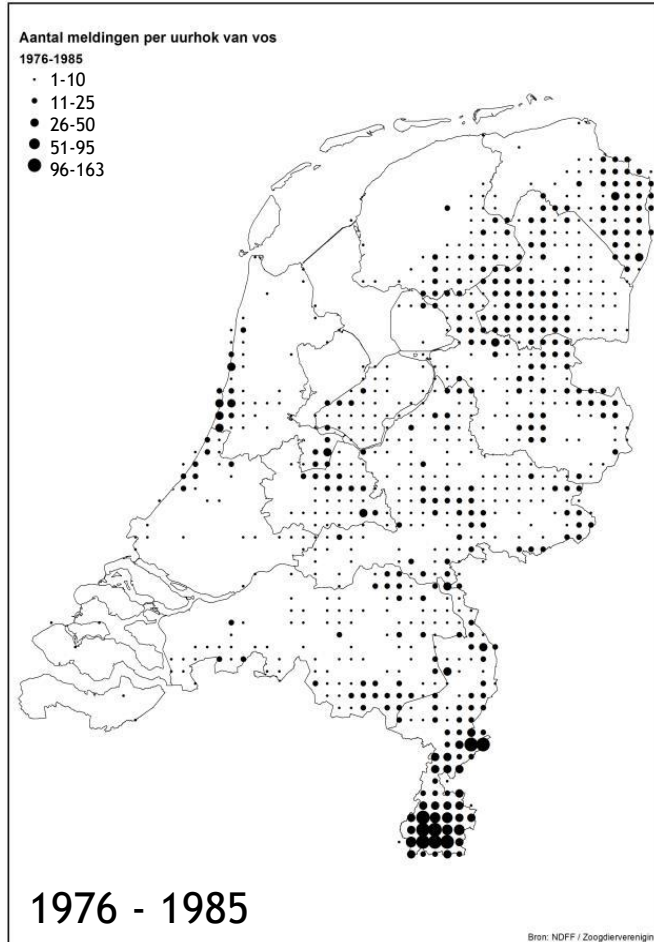 Aantal meldingen per uurhok van vos
1976-1985
1-10
11-25
26-50
51-95
96-163
1976 - 1985
Bron: NDFF / Zoogdierverenigin